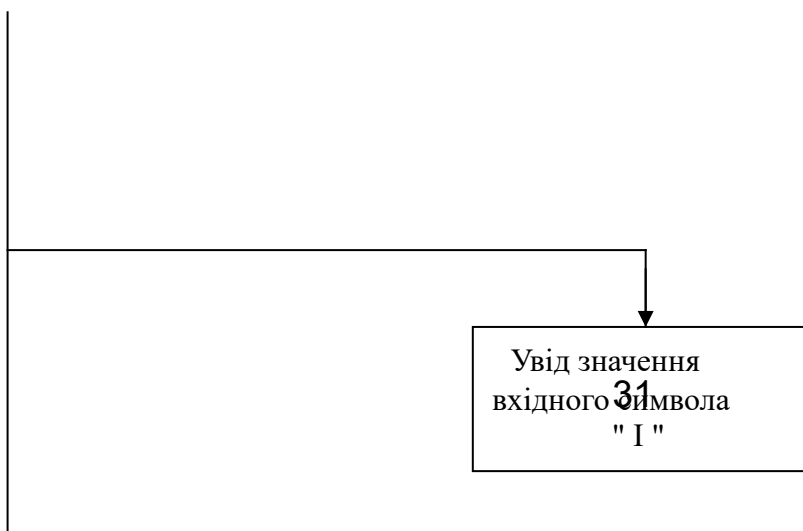 Увід значення
вхідного символа
31
" І "